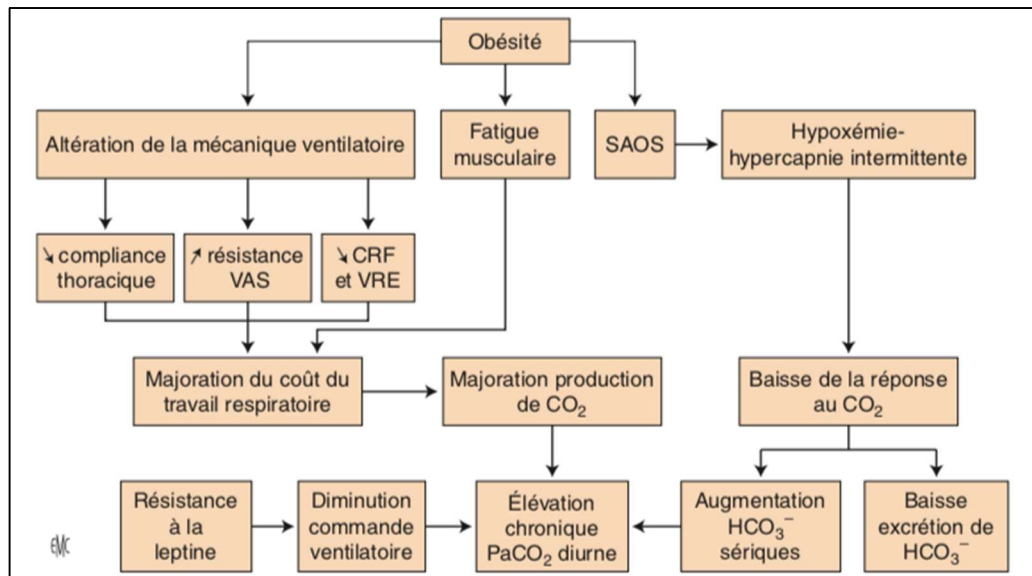 Obésité
Altération de la mécanique ventilatoire
Fatigue
musculaire
SAOS
Hypoxémie-
hypercapnie intermittente
↘ compliance
thoracique
↗ résistance
VAS
↘ CRF
et VRE
Majoration du coût du
travail respiratoire
Majoration production
de CO₂
Baisse de la réponse
au CO₂
Résistance
à la
leptine
Diminution
commande
ventilatoire
Élévation
chronique
PaCO₂ diurne
Augmentation
HCO₃⁻
sériques
Baisse
excrétion de
HCO₃⁻
EMC